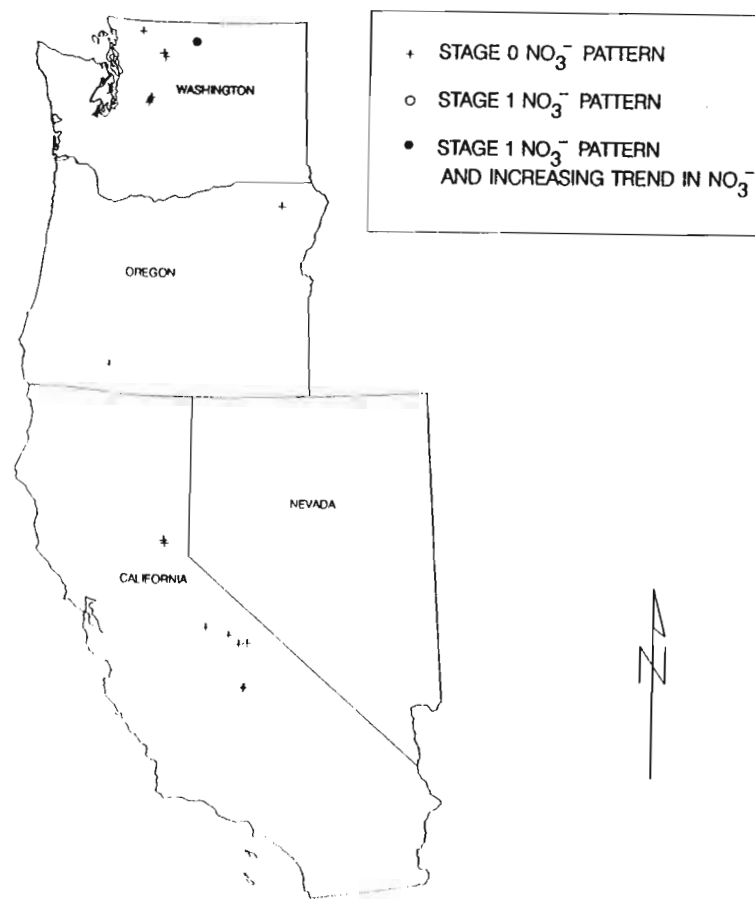 + STAGE 0 NO₃⁻ PATTERN
○ STAGE 1 NO₃⁻ PATTERN
● STAGE 1 NO₃⁻ PATTERN
AND INCREASING TREND IN NO₃⁻
WASHINGTON
OREGON
NEVADA
CALIFORNIA
N